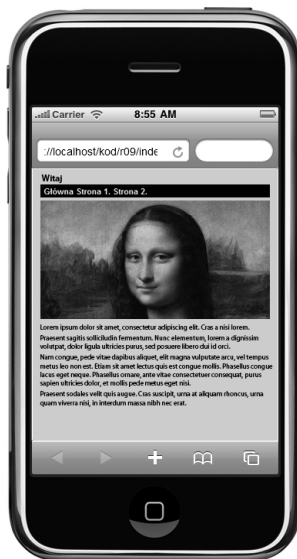 Carrier 8:55 AM
://localhost/kod/r09/inde
Witaj
Główna Strona 1. Strona 2.
Lorem ipsum dolor sit amet, consectetur adipiscing elit. Cras a nisi lorem.
Praesent sagitis sollicitudin fermentum. Nunc elementum, lorem a dignissim
volutpat, dolor ligula ultricies purus, sed posuere libero dui id orci.
Nam congue, pede vitae dapibus aliquet, elit magna vulputate arcu, vel tempus
metus leo non est. Etiam sit amet lectus quis est congue mollis. Phasellus congue
lacus eget neque. Phasellus ornare, ante vitae consectetuer consequat, purus
sapien ultricies dolor, et mollis pede metus eget nisi.
Praesent sodales velit quis augue. Cras suscipit, urna at aliquam rhoncus, urna
quam viverra nisi, in interdum massa nibh nec erat.